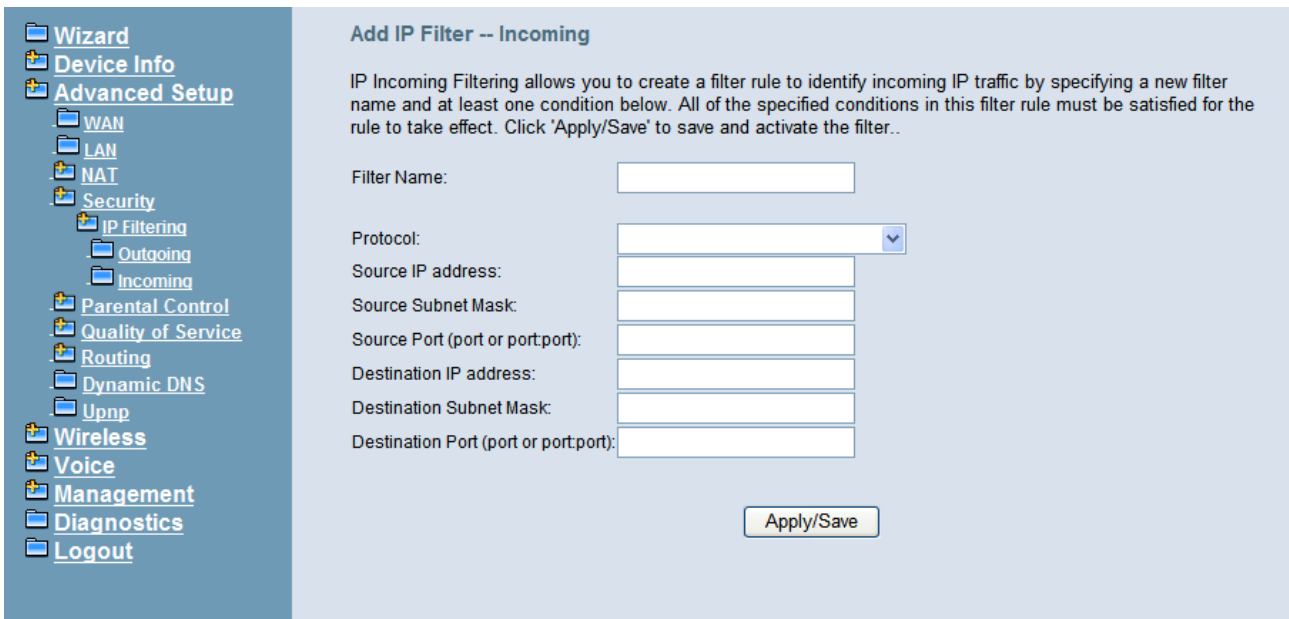 Wizard
Device Info
Advanced Setup
WAN
LAN
NAT
Security
IP Filtering
Outgoing
Incoming
Parental Control
Quality of Service
Routing
Dynamic DNS
Upnp
Wireless
Voice
Management
Diagnostics
Logout
Add IP Filter -- Incoming
IP Incoming Filtering allows you to create a filter rule to identify incoming IP traffic by specifying a new filter
name and at least one condition below. All of the specified conditions in this filter rule must be satisfied for the
rule to take effect. Click 'Apply/Save' to save and activate the filter..
Filter Name:
Protocol:
Source IP address:
Source Subnet Mask:
Source Port (port or port:port):
Destination IP address:
Destination Subnet Mask:
Destination Port (port or port:port):
Apply/Save